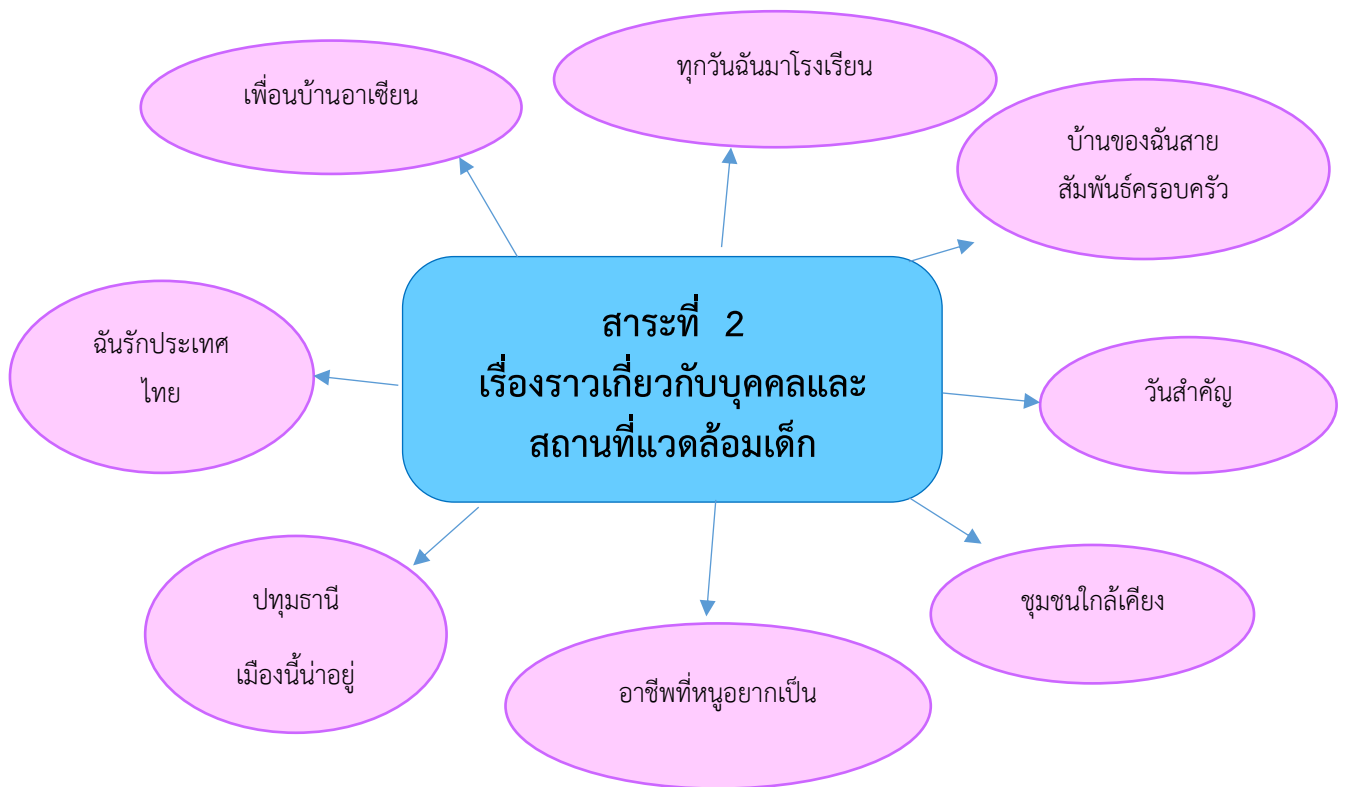 ทุกวันฉันมาโรงเรียน
เพื่อนบ้านอาเซียน
บ้านของฉันสาย
สัมพันธ์ครอบครัว
สาระที่ 2
เรื่องราวเกี่ยวกับบุคคลและ
สถานที่แวดล้อมเด็ก
ฉันรักประเทศ
ไทย
วันสำคัญ
ปทุมธานี
เมืองนี้น่าอยู่
ชุมชนใกล้เคียง
อาชีพที่หนูอยากเป็น